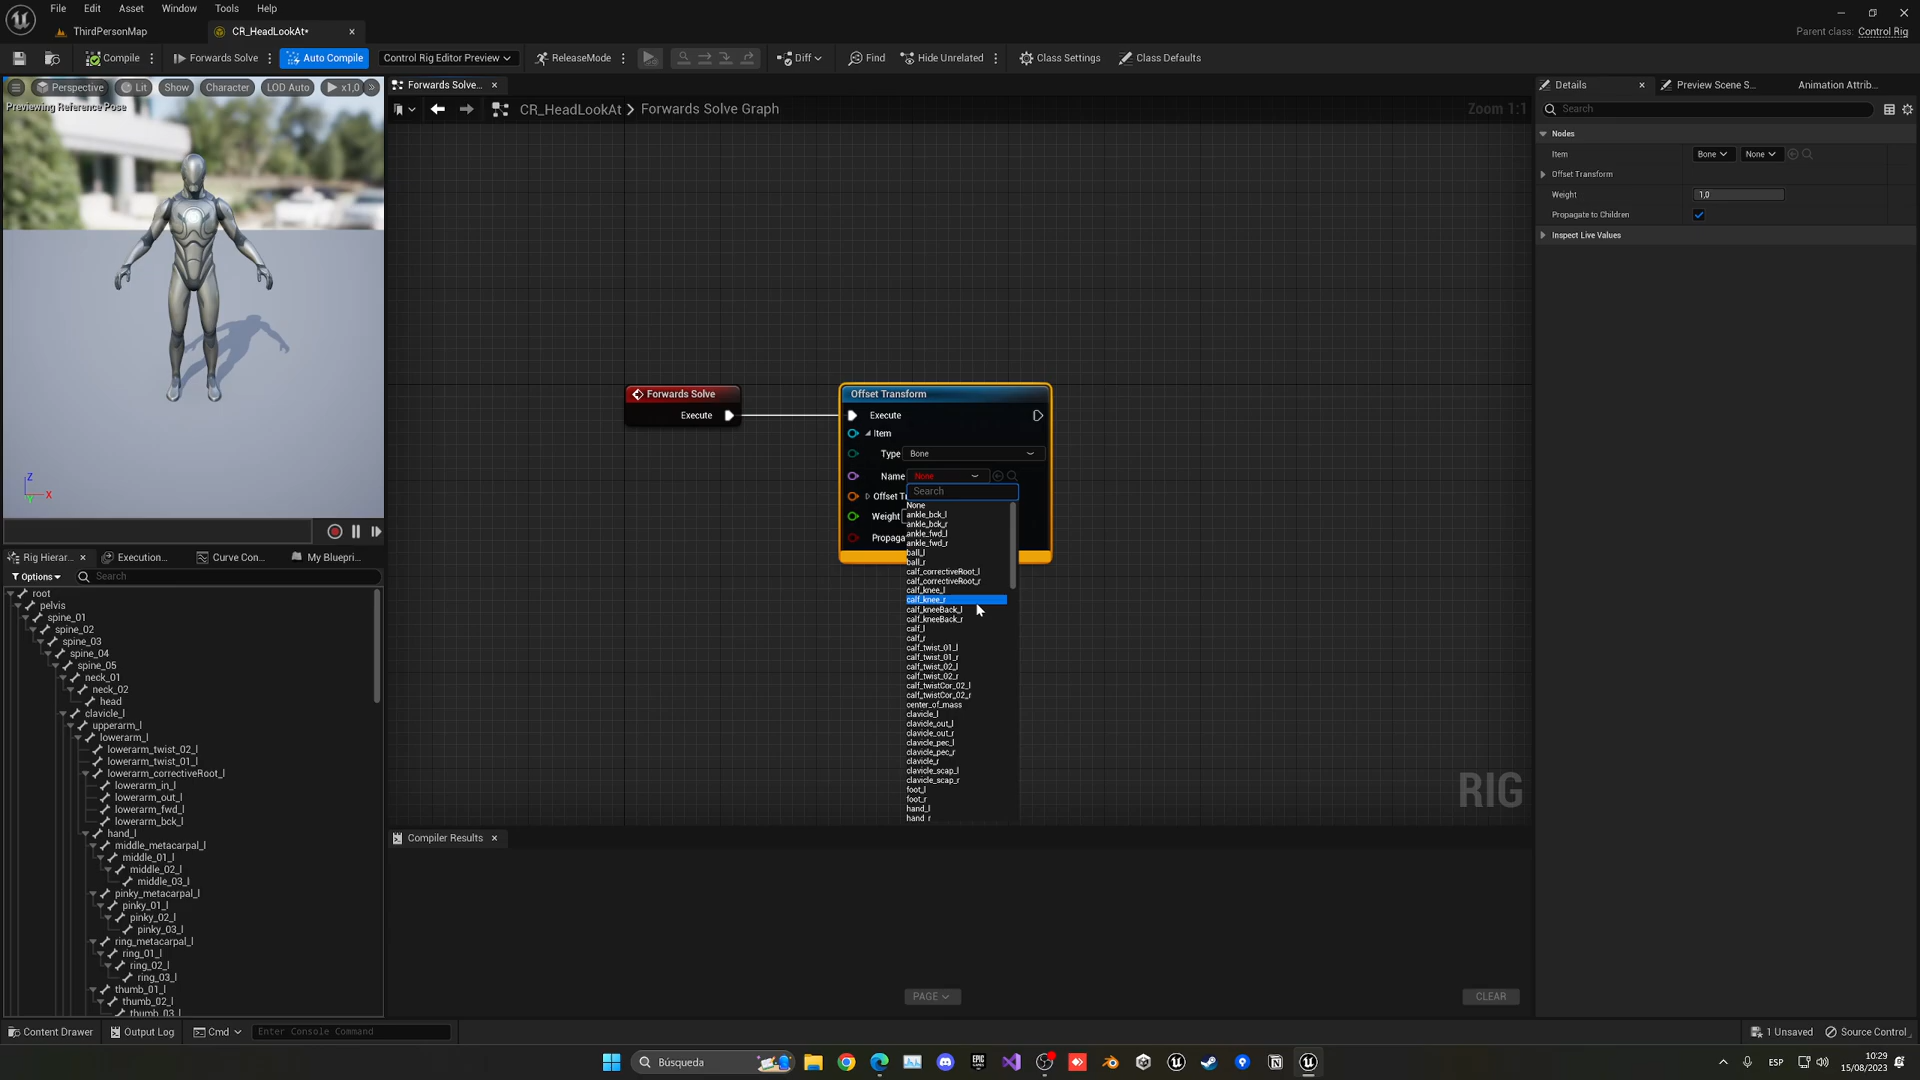 File Edit Window Tools Help
ThirdPersonMap
CR_HeadLookAt*
Parent class: Control Rig
Compile
Forwards Solve
Auto Compile
Control Rig Editor Preview
ReleaseMode
Diff
Find
Hide Unrelated
Class Settings
Class Defaults
Perspective
Lit
Show
Character
LOD Auto
x1,0
Previewing Reference Pose
Z
X
Forwards Solve...
CR_HeadLookAt > Forwards Solve Graph
Zoom 1:1
Forwards Solve
Execute
Offset Transform
Execute
Item
Type Bone
Name None
Offset Tr
Weight
Propaga
Search
None
ankle_bck_l
ankle_bck_r
ankle_fwd_l
ankle_fwd_r
ball_l
ball_r
calf_correctiveRoot_l
calf_correctiveRoot_r
calf_knee_l
calf_knee_r
calf_kneeBack_l
calf_kneeBack_r
calf_l
calf_r
calf_twist_01_l
calf_twist_01_r
calf_twist_02_l
calf_twist_02_r
calf_twistCor_02_l
calf_twistCor_02_r
center_of_mass
clavicle_l
clavicle_out_l
clavicle_out_r
clavicle_pec_l
clavicle_pec_r
clavicle_r
clavicle_scap_l
clavicle_scap_r
foot_l
foot_r
hand_l
hand_r
RIG
Compiler Results
PAGE
CLEAR
Details
Preview Scene S...
Animation Attrib...
Search
Nodes
Item Bone None
Offset Transform
Weight 1,0
Propagate to Children
Inspect Live Values
Rig Hierar...
Execution...
Curve Con...
My Blueprin...
Options
Search
root
pelvis
spine_01
spine_02
spine_03
spine_04
spine_05
neck_01
neck_02
head
clavicle_l
upperarm_l
lowerarm_l
lowerarm_twist_02_l
lowerarm_twist_01_l
lowerarm_correctiveRoot_l
lowerarm_in_l
lowerarm_out_l
lowerarm_fwd_l
lowerarm_bck_l
hand_l
middle_metacarpal_l
middle_01_l
middle_02_l
middle_03_l
pinky_metacarpal_l
pinky_01_l
pinky_02_l
pinky_03_l
ring_metacarpal_l
ring_01_l
ring_02_l
ring_03_l
thumb_01_l
thumb_02_l
thumb_03_l
Content Drawer
Output Log
Cmd
Enter Console Command
1 Unsaved
Source Control
Búsqueda
EPIC GAMES
ESP
10:29
15/08/2023